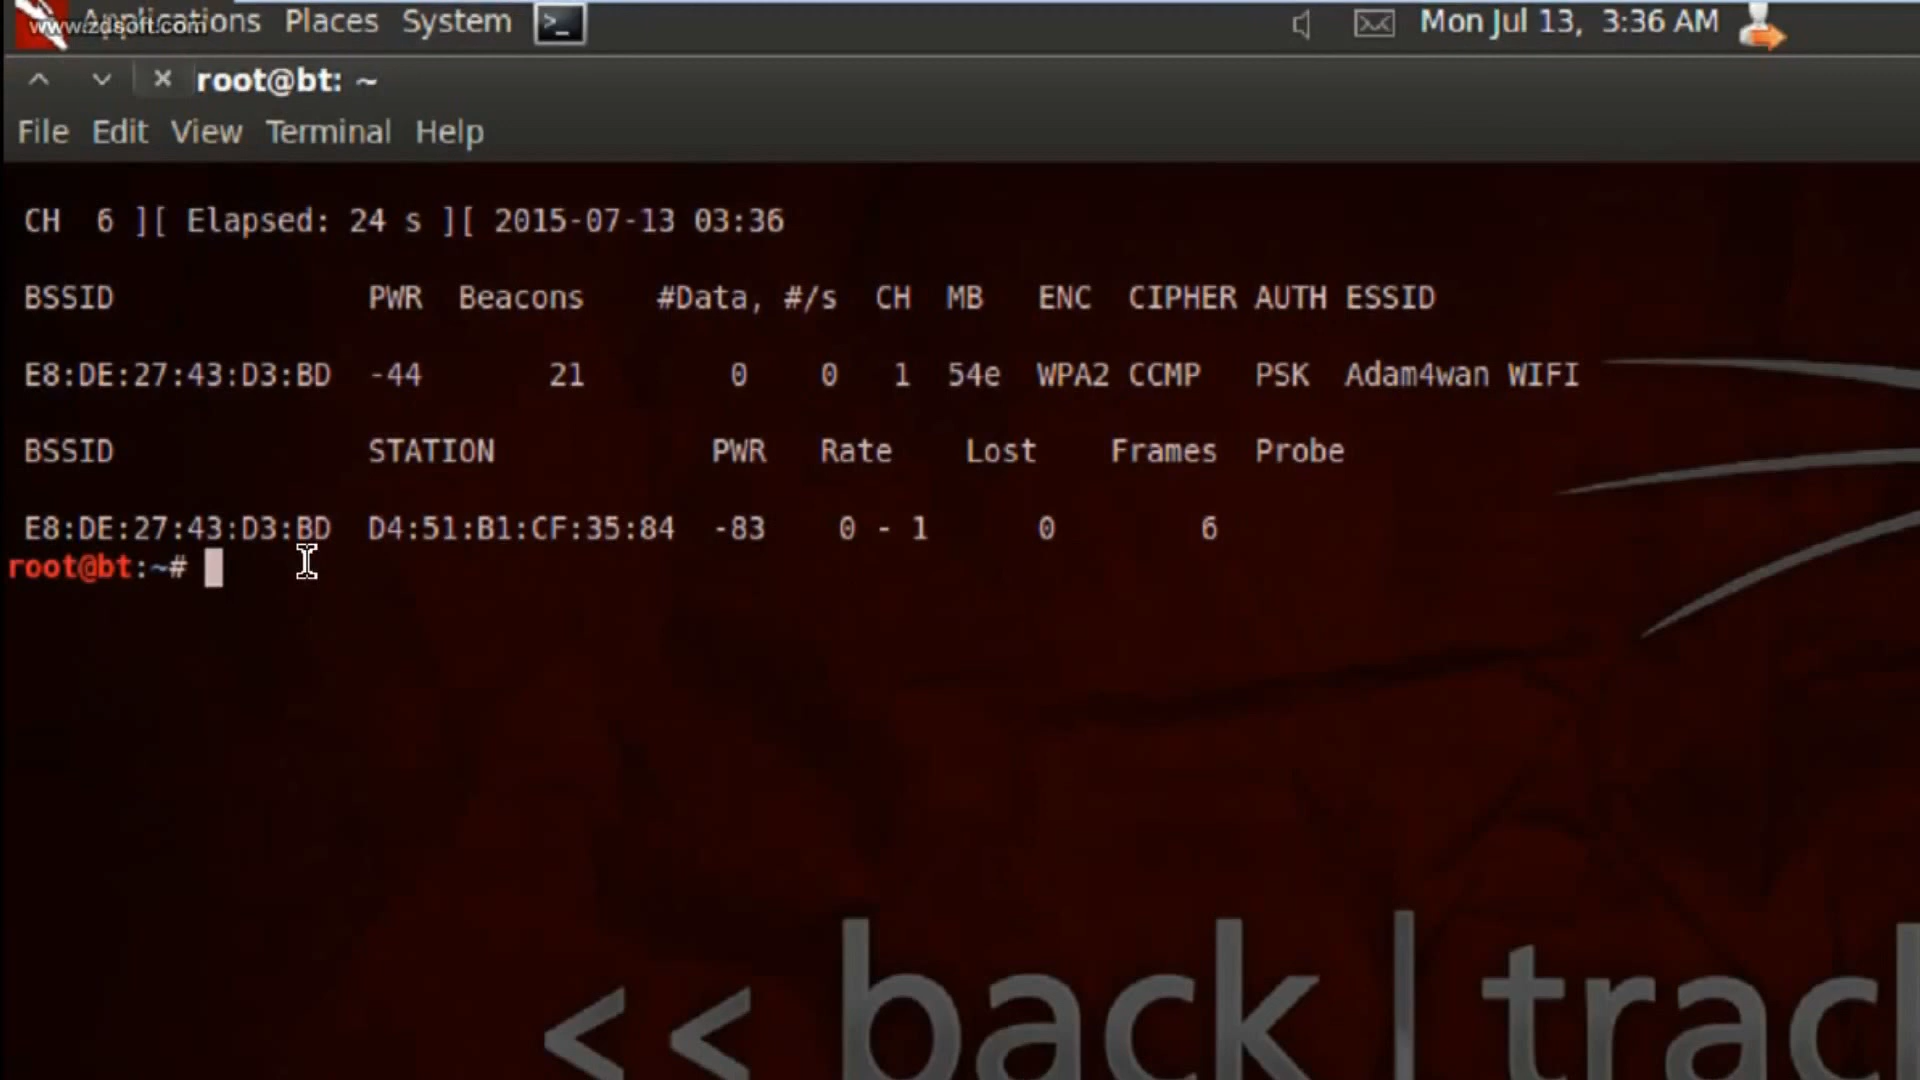 Applications Places System Mon Jul 13, 3:36 AM
www.zdsoft.com
root@bt: ~
File Edit View Terminal Help
CH 6 ][ Elapsed: 24 s ][ 2015-07-13 03:36
BSSID PWR Beacons #Data, #/s CH MB ENC CIPHER AUTH ESSID
E8:DE:27:43:D3:BD -44 21 0 0 1 54e WPA2 CCMP PSK Adam4wan WIFI
BSSID STATION PWR Rate Lost Frames Probe
E8:DE:27:43:D3:BD D4:51:B1:CF:35:84 -83 0 - 1 0 6
root@bt:~#
<< back | trac